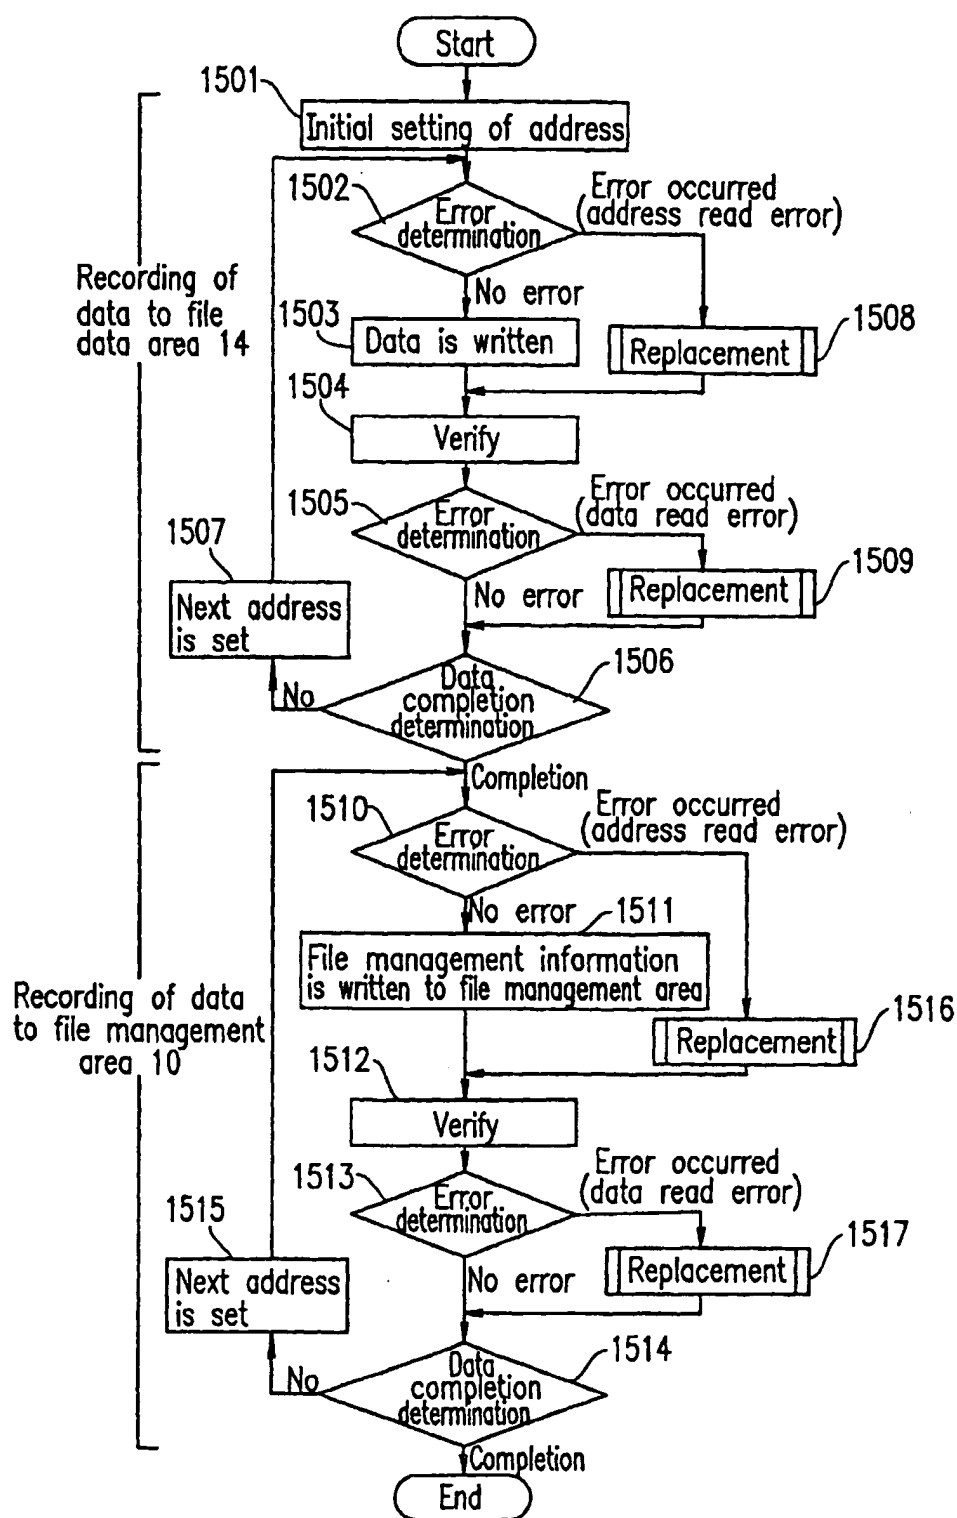 Start
1501
Initial setting of address
1502
Error
determination
Error occurred
(address read error)
No error
Recording of
data to file
data area 14
1503
Data is written
1508
Replacement
1504
Verify
1505
Error
determination
Error occurred
(data read error)
1507
Next address
is set
No error
1509
Replacement
1506
Data
completion
determination
No
Completion
1510
Error
determination
Error occurred
(address read error)
No error
1511
File management information
is written to file management area
Recording of data
to file management
area 10
1516
Replacement
1512
Verify
1513
Error
determination
Error occurred
(data read error)
1515
Next address
is set
No error
1517
Replacement
1514
Data
completion
determination
No
Completion
End